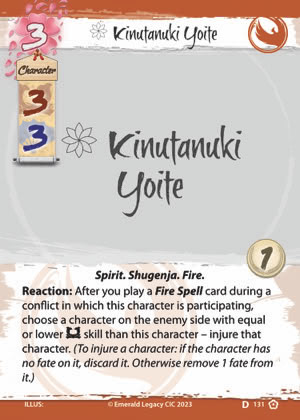 3
Kinutanuki Yoite
Character
3
3
Kinutanuki
Yoite
1
Spirit. Shugenja. Fire.
Reaction: After you play a Fire Spell card during a
conflict in which this character is participating,
choose a character on the enemy side with equal
or lower skill than this character – injure that
character. (To injure a character: if the character has
no fate on it, discard it. Otherwise remove 1 fate from
it.)
ILLUS: © Emerald Legacy CIC 2023 D 131